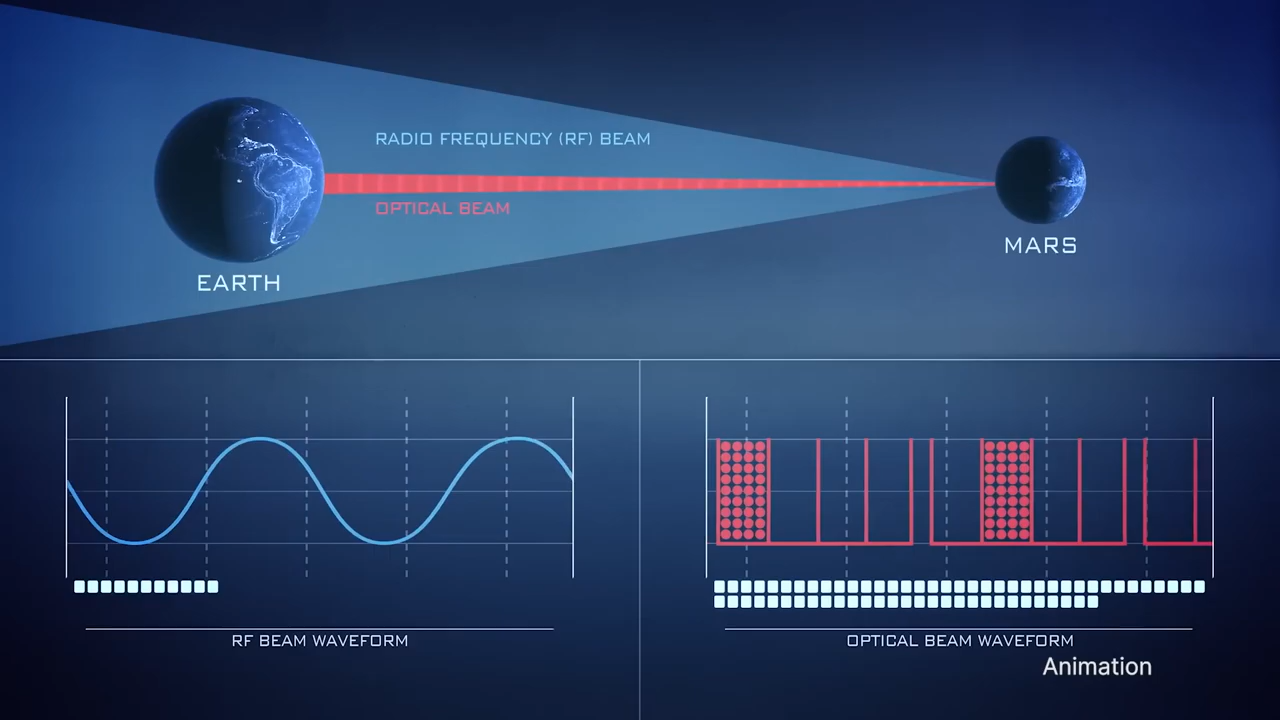 RADIO FREQUENCY (RF) BEAM
OPTICAL BEAM
EARTH
MARS
RF BEAM WAVEFORM
OPTICAL BEAM WAVEFORM
Animation